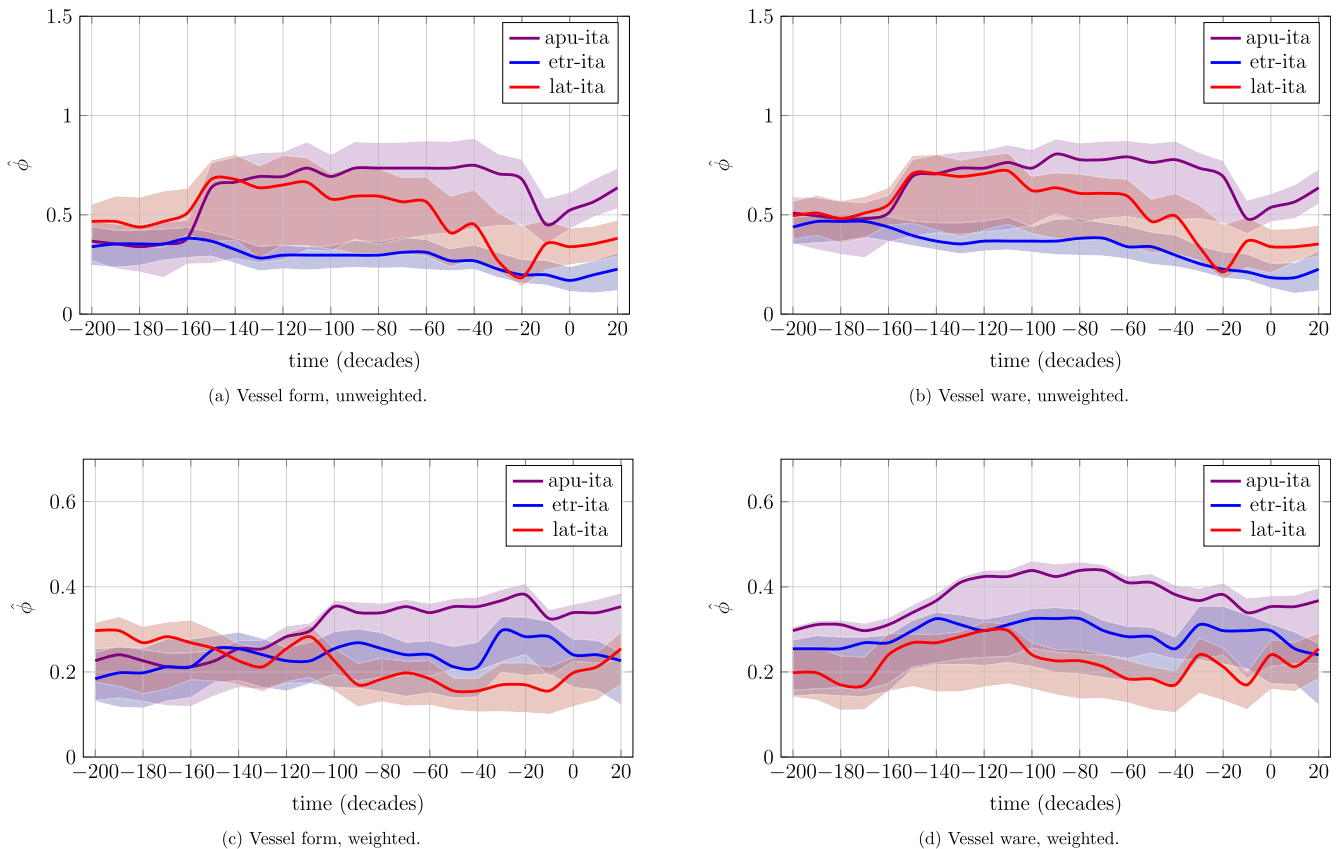 1.5
1
0.5
0
ϕ̂
apu-ita
etr-ita
lat-ita
−200 −180 −160 −140 −120 −100 −80 −60 −40 −20 0 20
time (decades)
(a) Vessel form, unweighted.
1.5
1
0.5
0
ϕ̂
apu-ita
etr-ita
lat-ita
−200 −180 −160 −140 −120 −100 −80 −60 −40 −20 0 20
time (decades)
(b) Vessel ware, unweighted.
0.6
0.4
0.2
0
ϕ̂
apu-ita
etr-ita
lat-ita
−200 −180 −160 −140 −120 −100 −80 −60 −40 −20 0 20
time (decades)
(c) Vessel form, weighted.
0.6
0.4
0.2
0
ϕ̂
apu-ita
etr-ita
lat-ita
−200 −180 −160 −140 −120 −100 −80 −60 −40 −20 0 20
time (decades)
(d) Vessel ware, weighted.